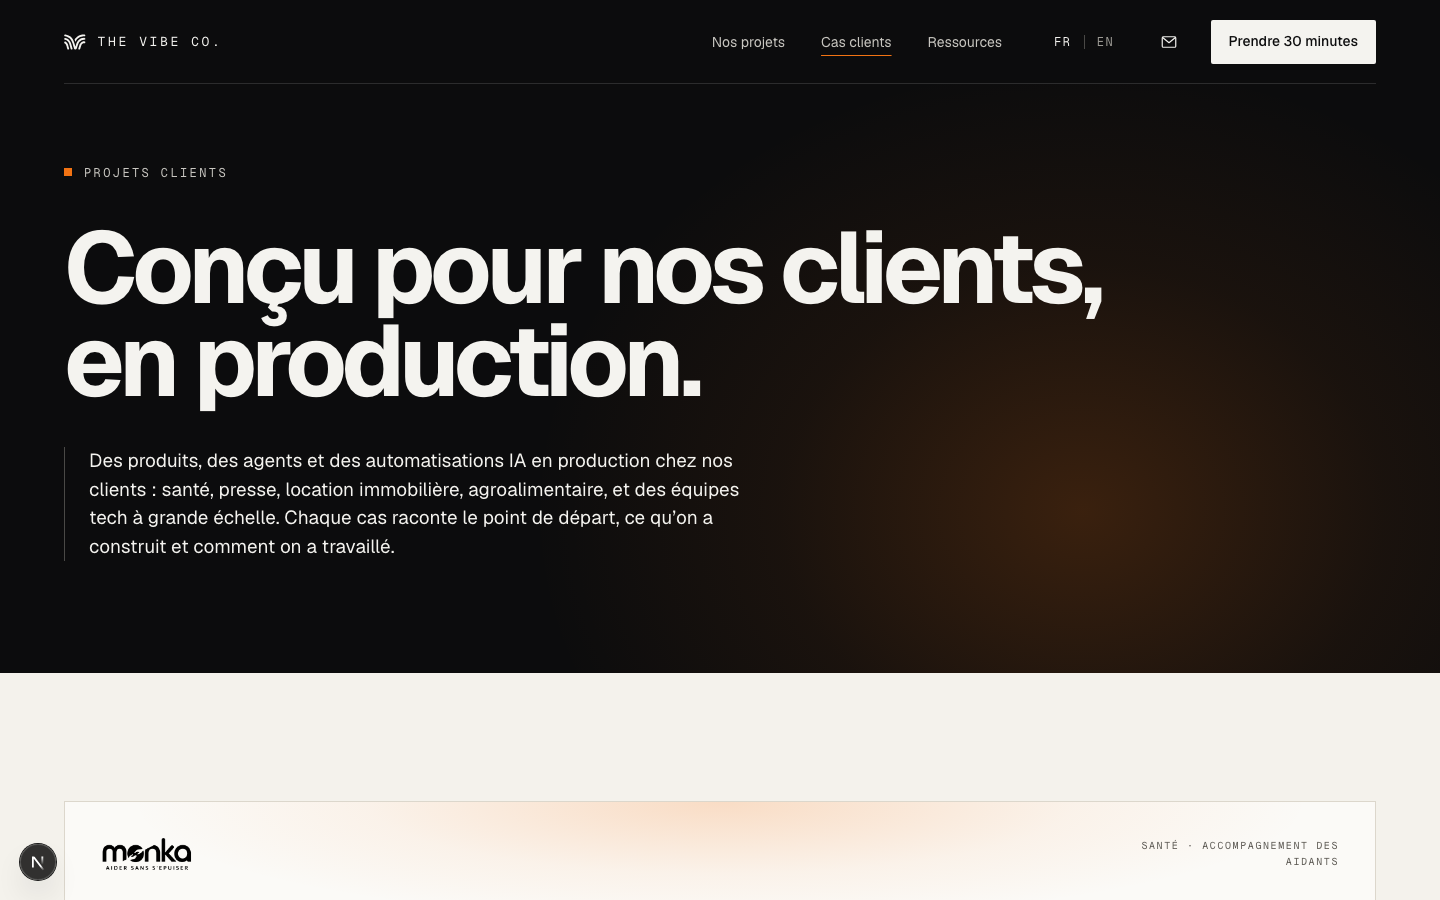 THE VIBE CO.
Nos projets
Cas clients
Ressources
FR | EN
Prendre 30 minutes
PROJETS CLIENTS
Conçu pour nos clients,
en production.
Des produits, des agents et des automatisations IA en production chez nos
clients : santé, presse, location immobilière, agroalimentaire, et des équipes
tech à grande échelle. Chaque cas raconte le point de départ, ce qu’on a
construit et comment on a travaillé.
monka
AIDER SANS S'EPUISER
SANTÉ · ACCOMPAGNEMENT DES
AIDANTS
N